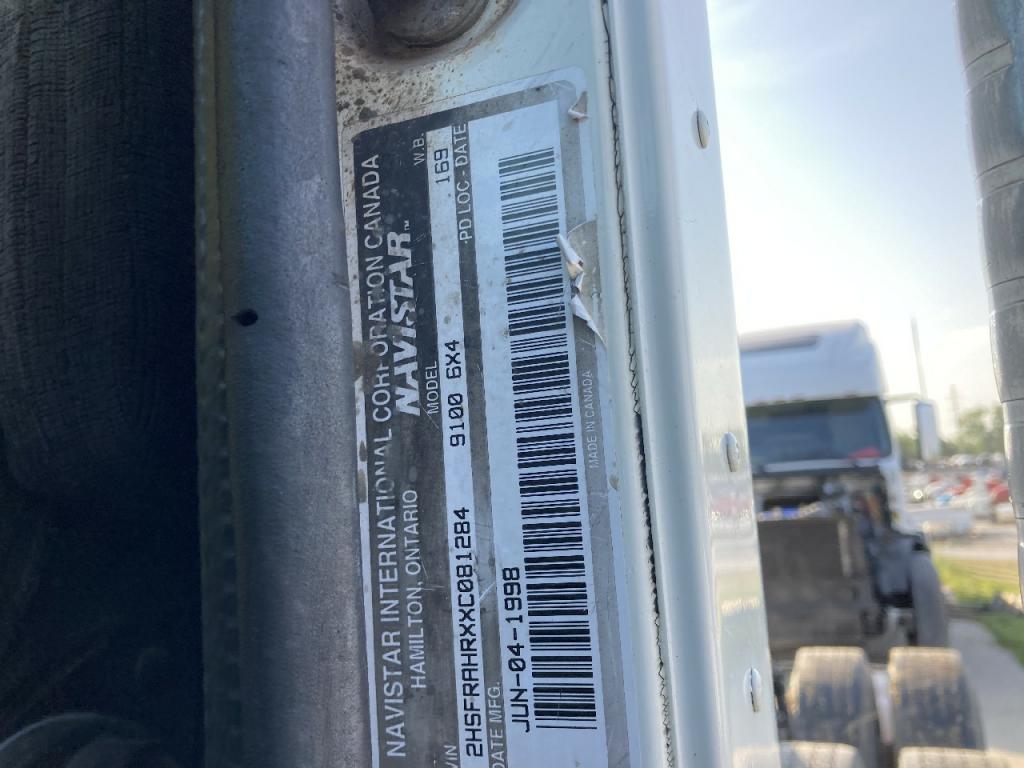 NAVISTAR INTERNATIONAL CORPORATION CANADA
HAMILTON, ONTARIO NAVISTAR™
VIN MODEL W.B.
2HSFRAHRXXC081284 9100 6X4 169
DATE MFG. PD LOC - DATE
JUN-04-1998
MADE IN CANADA